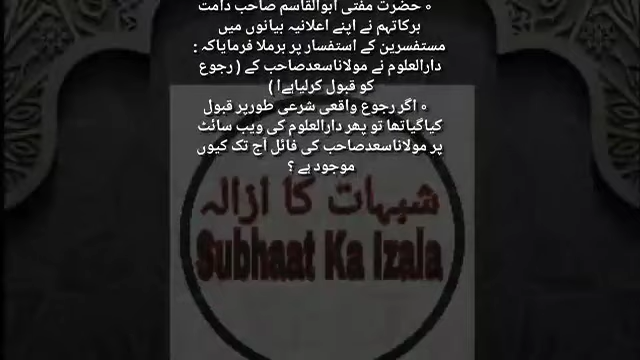 ° حضرت مفتی ابوالقاسم صاحب دامت
برکاتہم نے اپنے اعلانیہ بیانوں میں
مستفسرین کے استفسار پر برملا فرمایاکہ :
دارالعلوم نے مولاناسعدصاحب کے ( رجوع
کو قبول کرلیاہے! )
° اگر رجوع واقعی شرعی طورپر قبول
کیاگیاتھا تو پھر دارالعلوم کی ویب سائٹ
پر مولاناسعدصاحب کی فائل آج تک کیوں
موجود ہے ؟
شبہات کا ازالہ
Subhaat Ka Izala